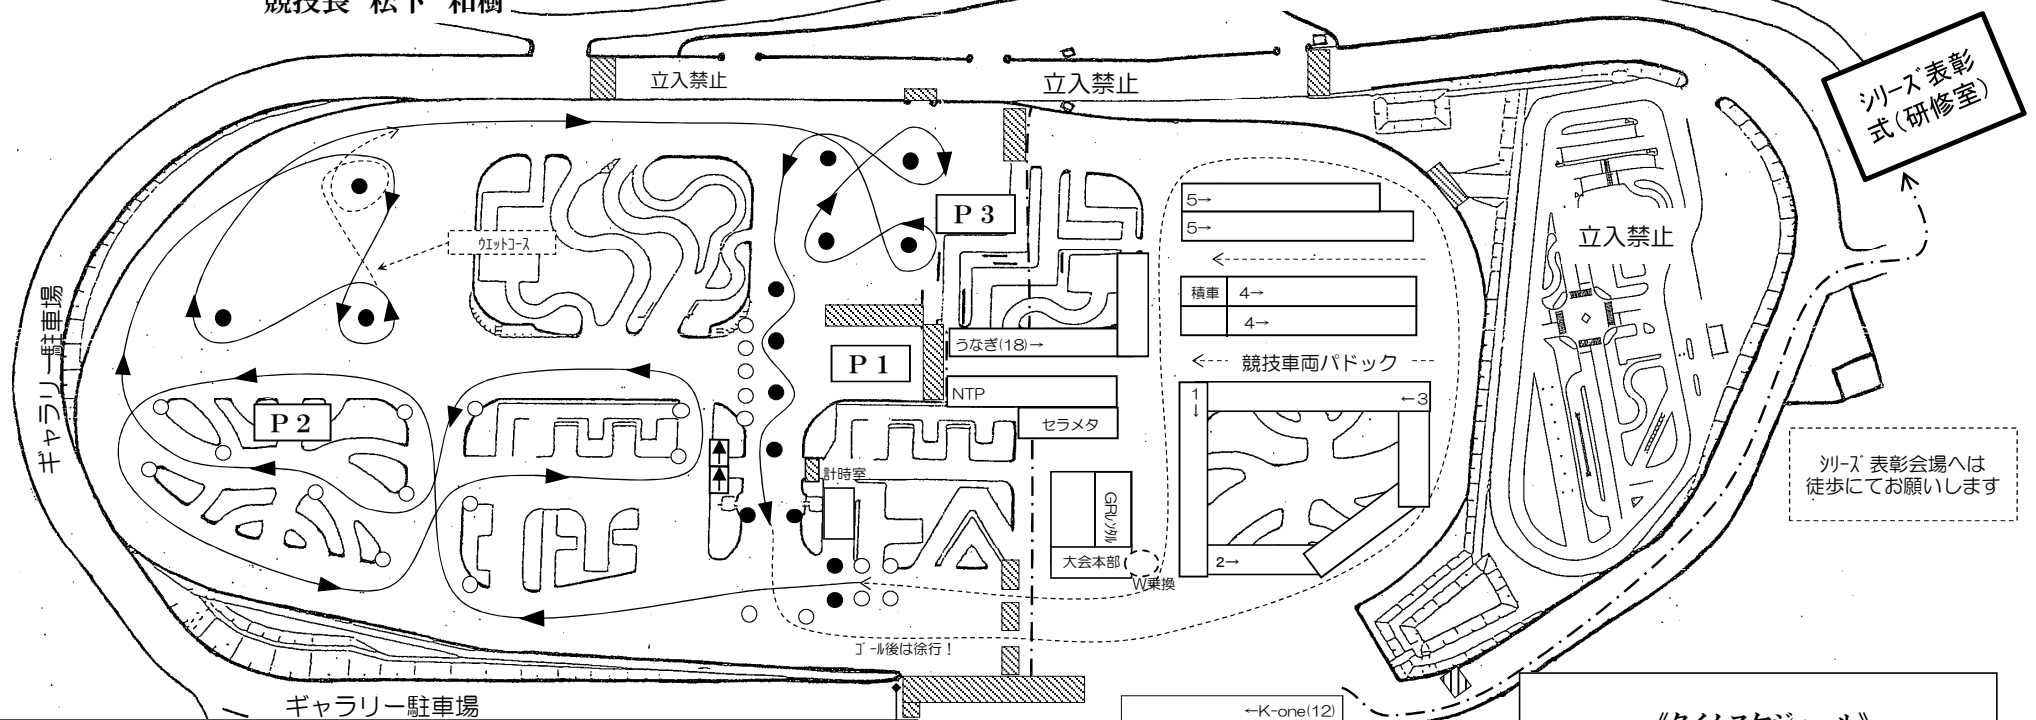 競技長 松下 和樹
立入禁止
立入禁止
シリーズ表彰
式(研修室)
ウエットコース
P 3
5→
5→
立入禁止
積車 4→
4→
ギャラリー駐車場
うなぎ(18)→
P 1
←-- 競技車両パドック
NTP
1
↓
←3
P 2
セラメタ
シリーズ表彰会場へは
徒歩にてお願いします
計時室
GRレンタル
大会本部
2→
W乗換
ゴール後は徐行！
ギャラリー駐車場
←K-one(12)
《タイムスケジュール》